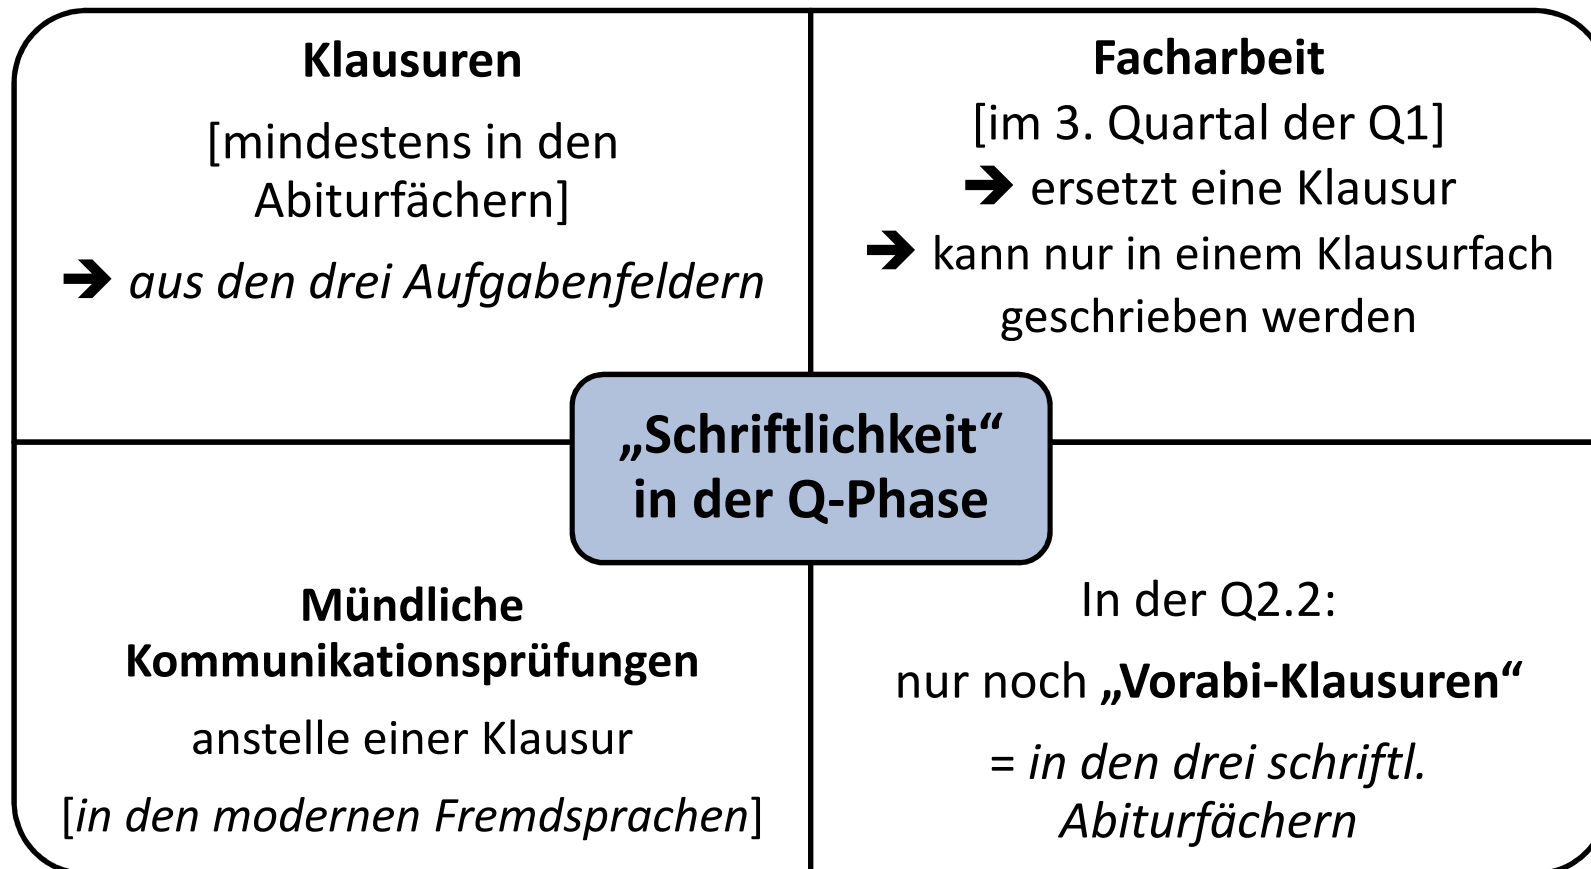 Klausuren
[mindestens in den
Abiturfächern]
➔ aus den drei Aufgabenfeldern
Facharbeit
[im 3. Quartal der Q1]
➔ ersetzt eine Klausur
➔ kann nur in einem Klausurfach
geschrieben werden
„Schriftlichkeit“
in der Q-Phase
Mündliche
Kommunikationsprüfungen
anstelle einer Klausur
[in den modernen Fremdsprachen]
In der Q2.2:
nur noch „Vorabi-Klausuren“
= in den drei schriftl.
Abiturfächern